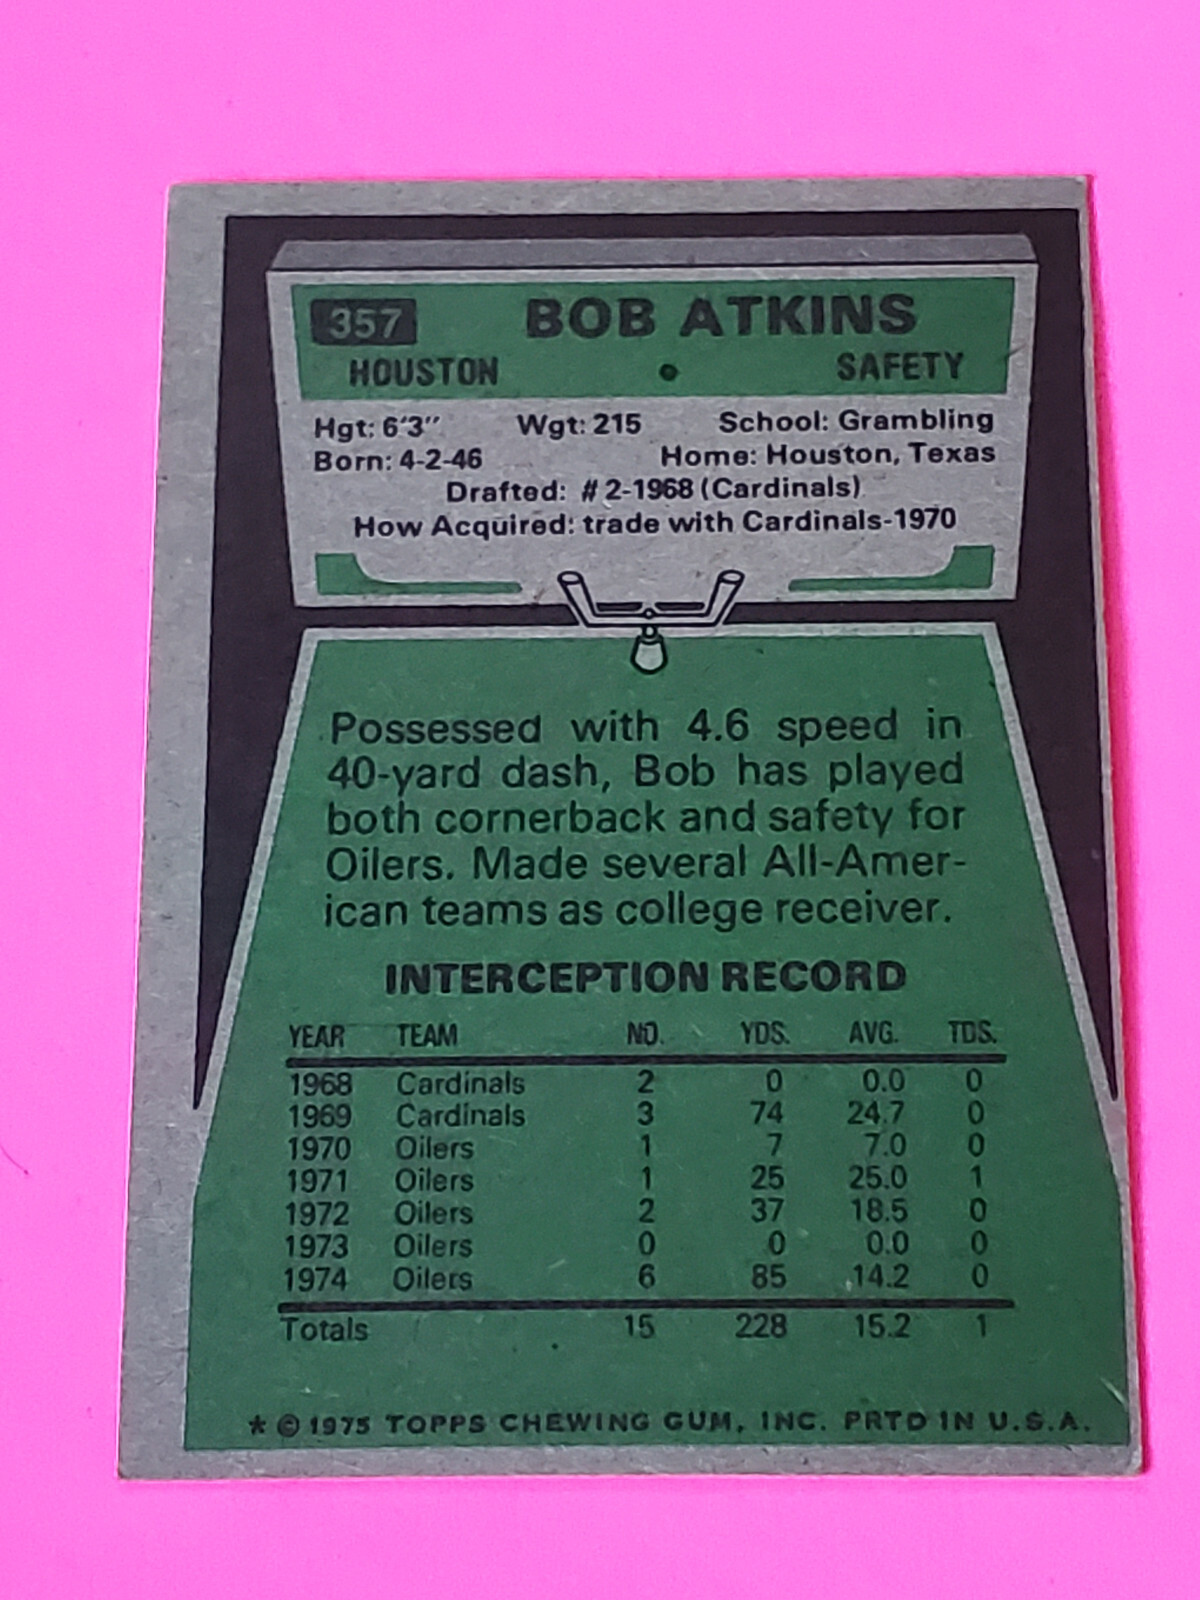 357 BOB ATKINS
HOUSTON • SAFETY
Hgt: 6'3" Wgt: 215 School: Grambling
Born: 4-2-46 Home: Houston, Texas
Drafted: #2-1968 (Cardinals)
How Acquired: trade with Cardinals-1970
Possessed with 4.6 speed in
40-yard dash, Bob has played
both cornerback and safety for
Oilers. Made several All-Amer-
ican teams as college receiver.
INTERCEPTION RECORD
YEAR TEAM NO. YDS. AVG. TDS.
1968 Cardinals 2 0 0.0 0
1969 Cardinals 3 74 24.7 0
1970 Oilers 1 7 7.0 0
1971 Oilers 1 25 25.0 1
1972 Oilers 2 37 18.5 0
1973 Oilers 0 0 0.0 0
1974 Oilers 6 85 14.2 0
Totals 15 228 15.2 1
* © 1975 TOPPS CHEWING GUM, INC. PRTD IN U.S.A.